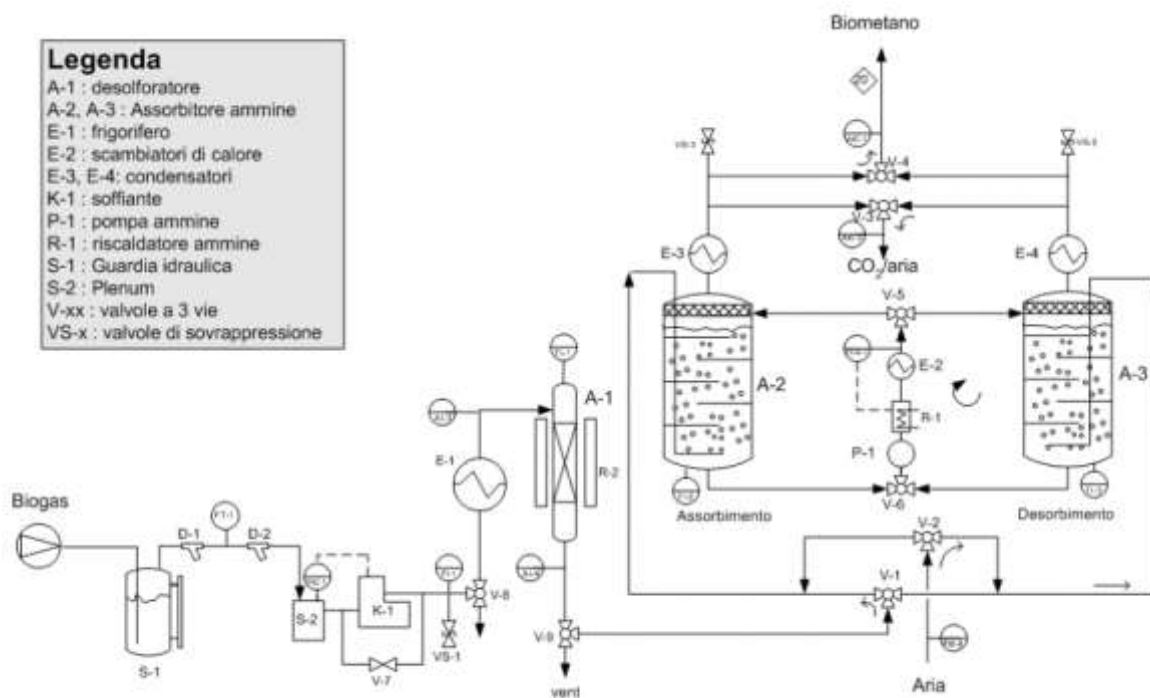 Legenda
A-1 : desolforatore
A-2, A-3 : Assorbitore ammine
E-1 : frigorifero
E-2 : scambiatori di calore
E-3, E-4: condensatori
K-1 : soffiante
P-1 : pompa ammine
R-1 : riscaldatore ammine
S-1 : Guardia idraulica
S-2 : Plenum
V-xx : valvole a 3 vie
VS-x : valvole di sovrappressione
Biometano
20
V-4
V-3
E-3
E-4
CO2/aria
V-5
E-2
A-2
A-3
R-1
P-1
V-6
Assorbimento
Desorbimento
A-1
E-1
R-2
Biogas
D-1
D-2
S-2
K-1
V-8
VS-1
V-7
S-1
V-9
vent
V-2
V-1
Aria